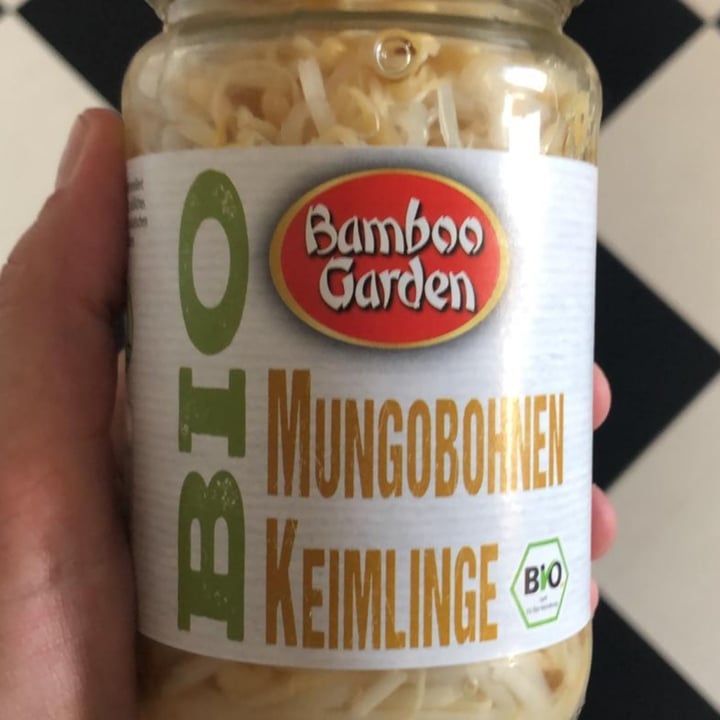 BIO
Bamboo
Garden
MUNGOBOHNEN
KEIMLINGE
Bio